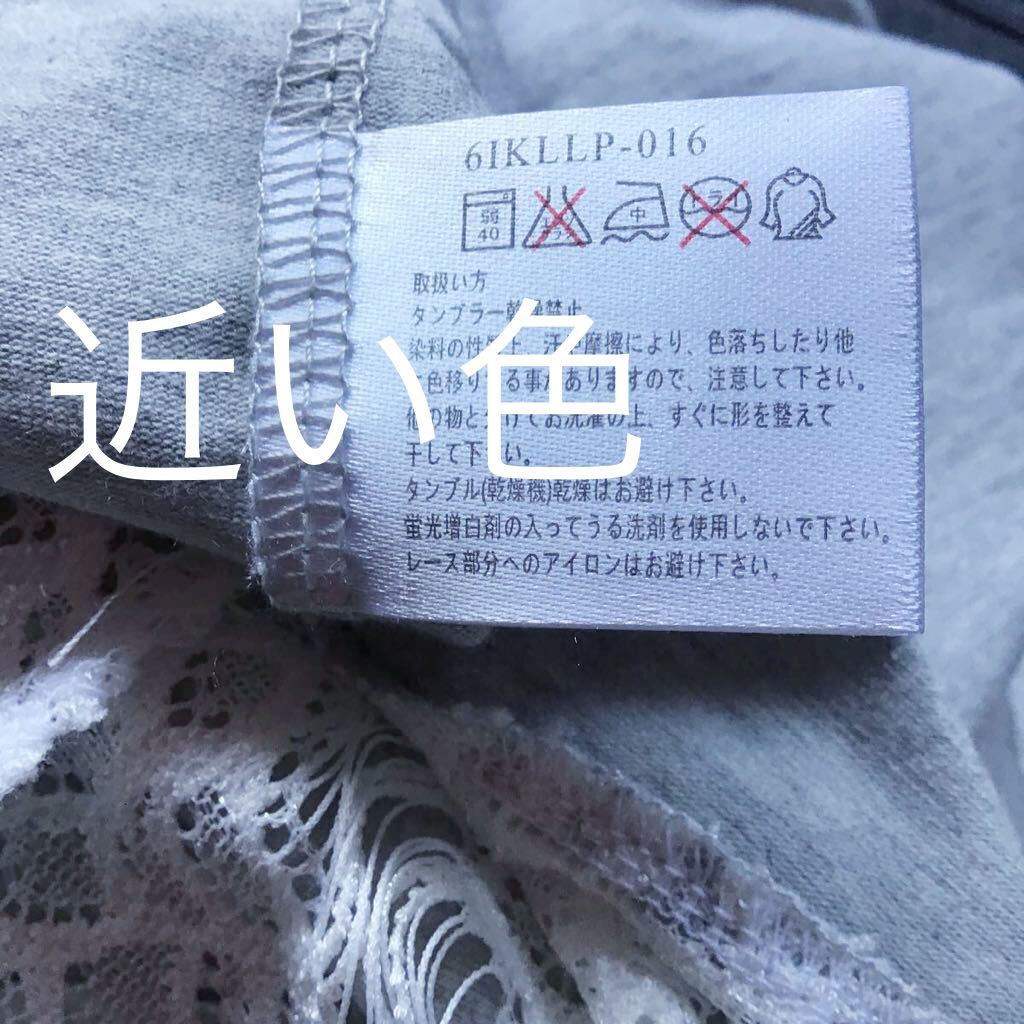 6IKLLP-016
弱
40
中
ドライ
取扱い方
タンブラー乾燥禁止
染料の性質上 汗や摩擦により、色落ちしたり他
色移りする事がありますので、注意して下さい。
他の物と分けてお洗濯の上、すぐに形を整えて
干して下さい。
タンブル(乾燥機)乾燥はお避け下さい。
蛍光増白剤の入ってうる洗剤を使用しないで下さい。
レース部分へのアイロンはお避け下さい。
近い色